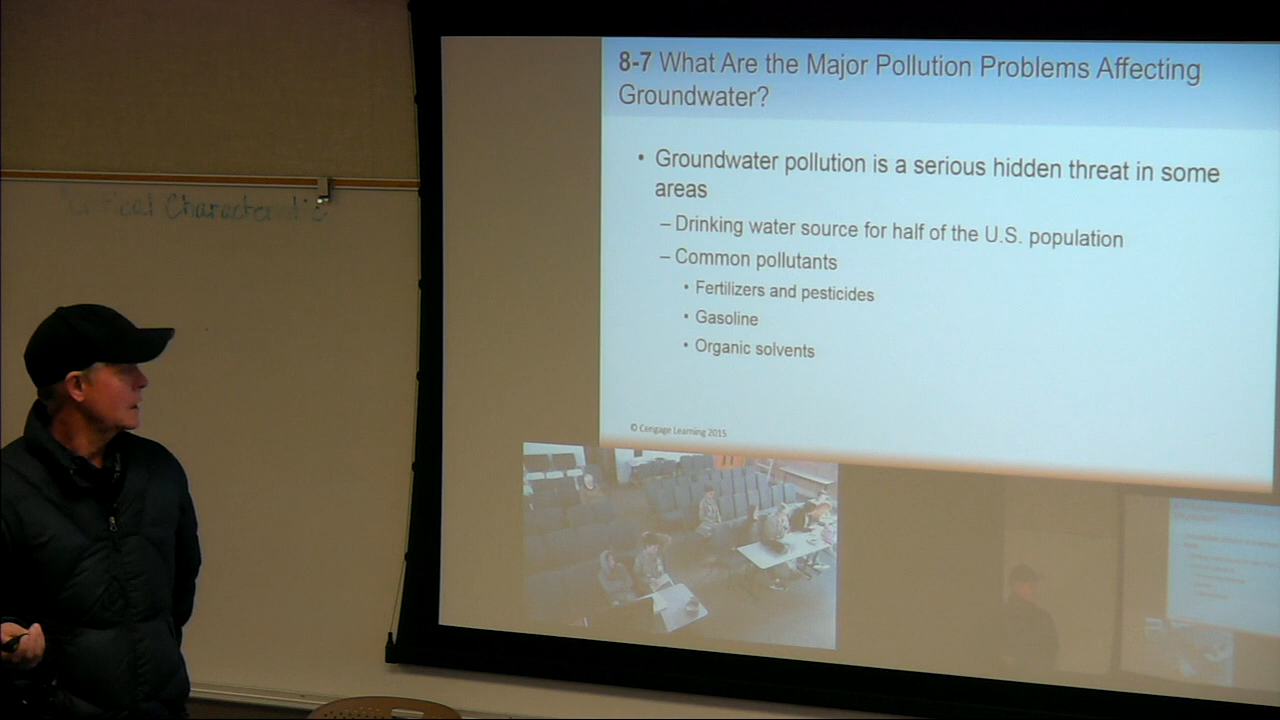 8-7 What Are the Major Pollution Problems Affecting
Groundwater?
• Groundwater pollution is a serious hidden threat in some
areas
– Drinking water source for half of the U.S. population
– Common pollutants
• Fertilizers and pesticides
• Gasoline
• Organic solvents
© Cengage Learning 2015
Critical Characteristic